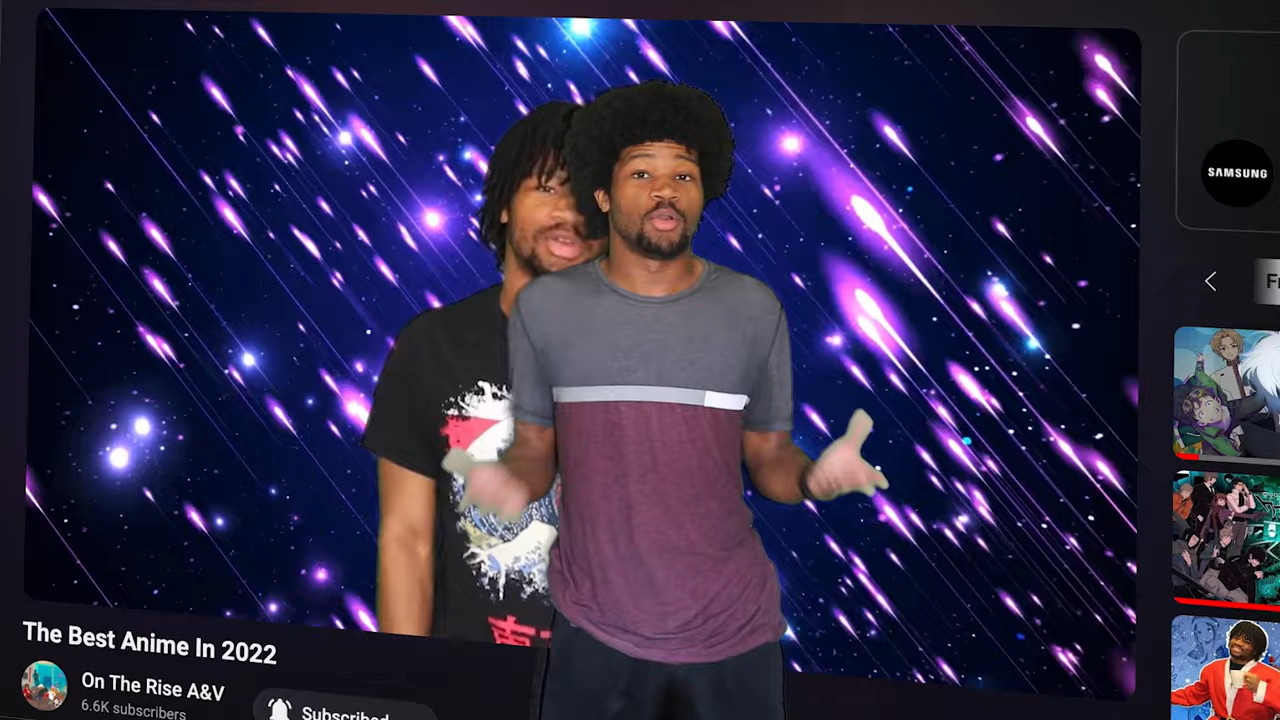 SAMSUNG
The Best Anime In 2022
On The Rise A&V
6.6K subscribers
Subscribed